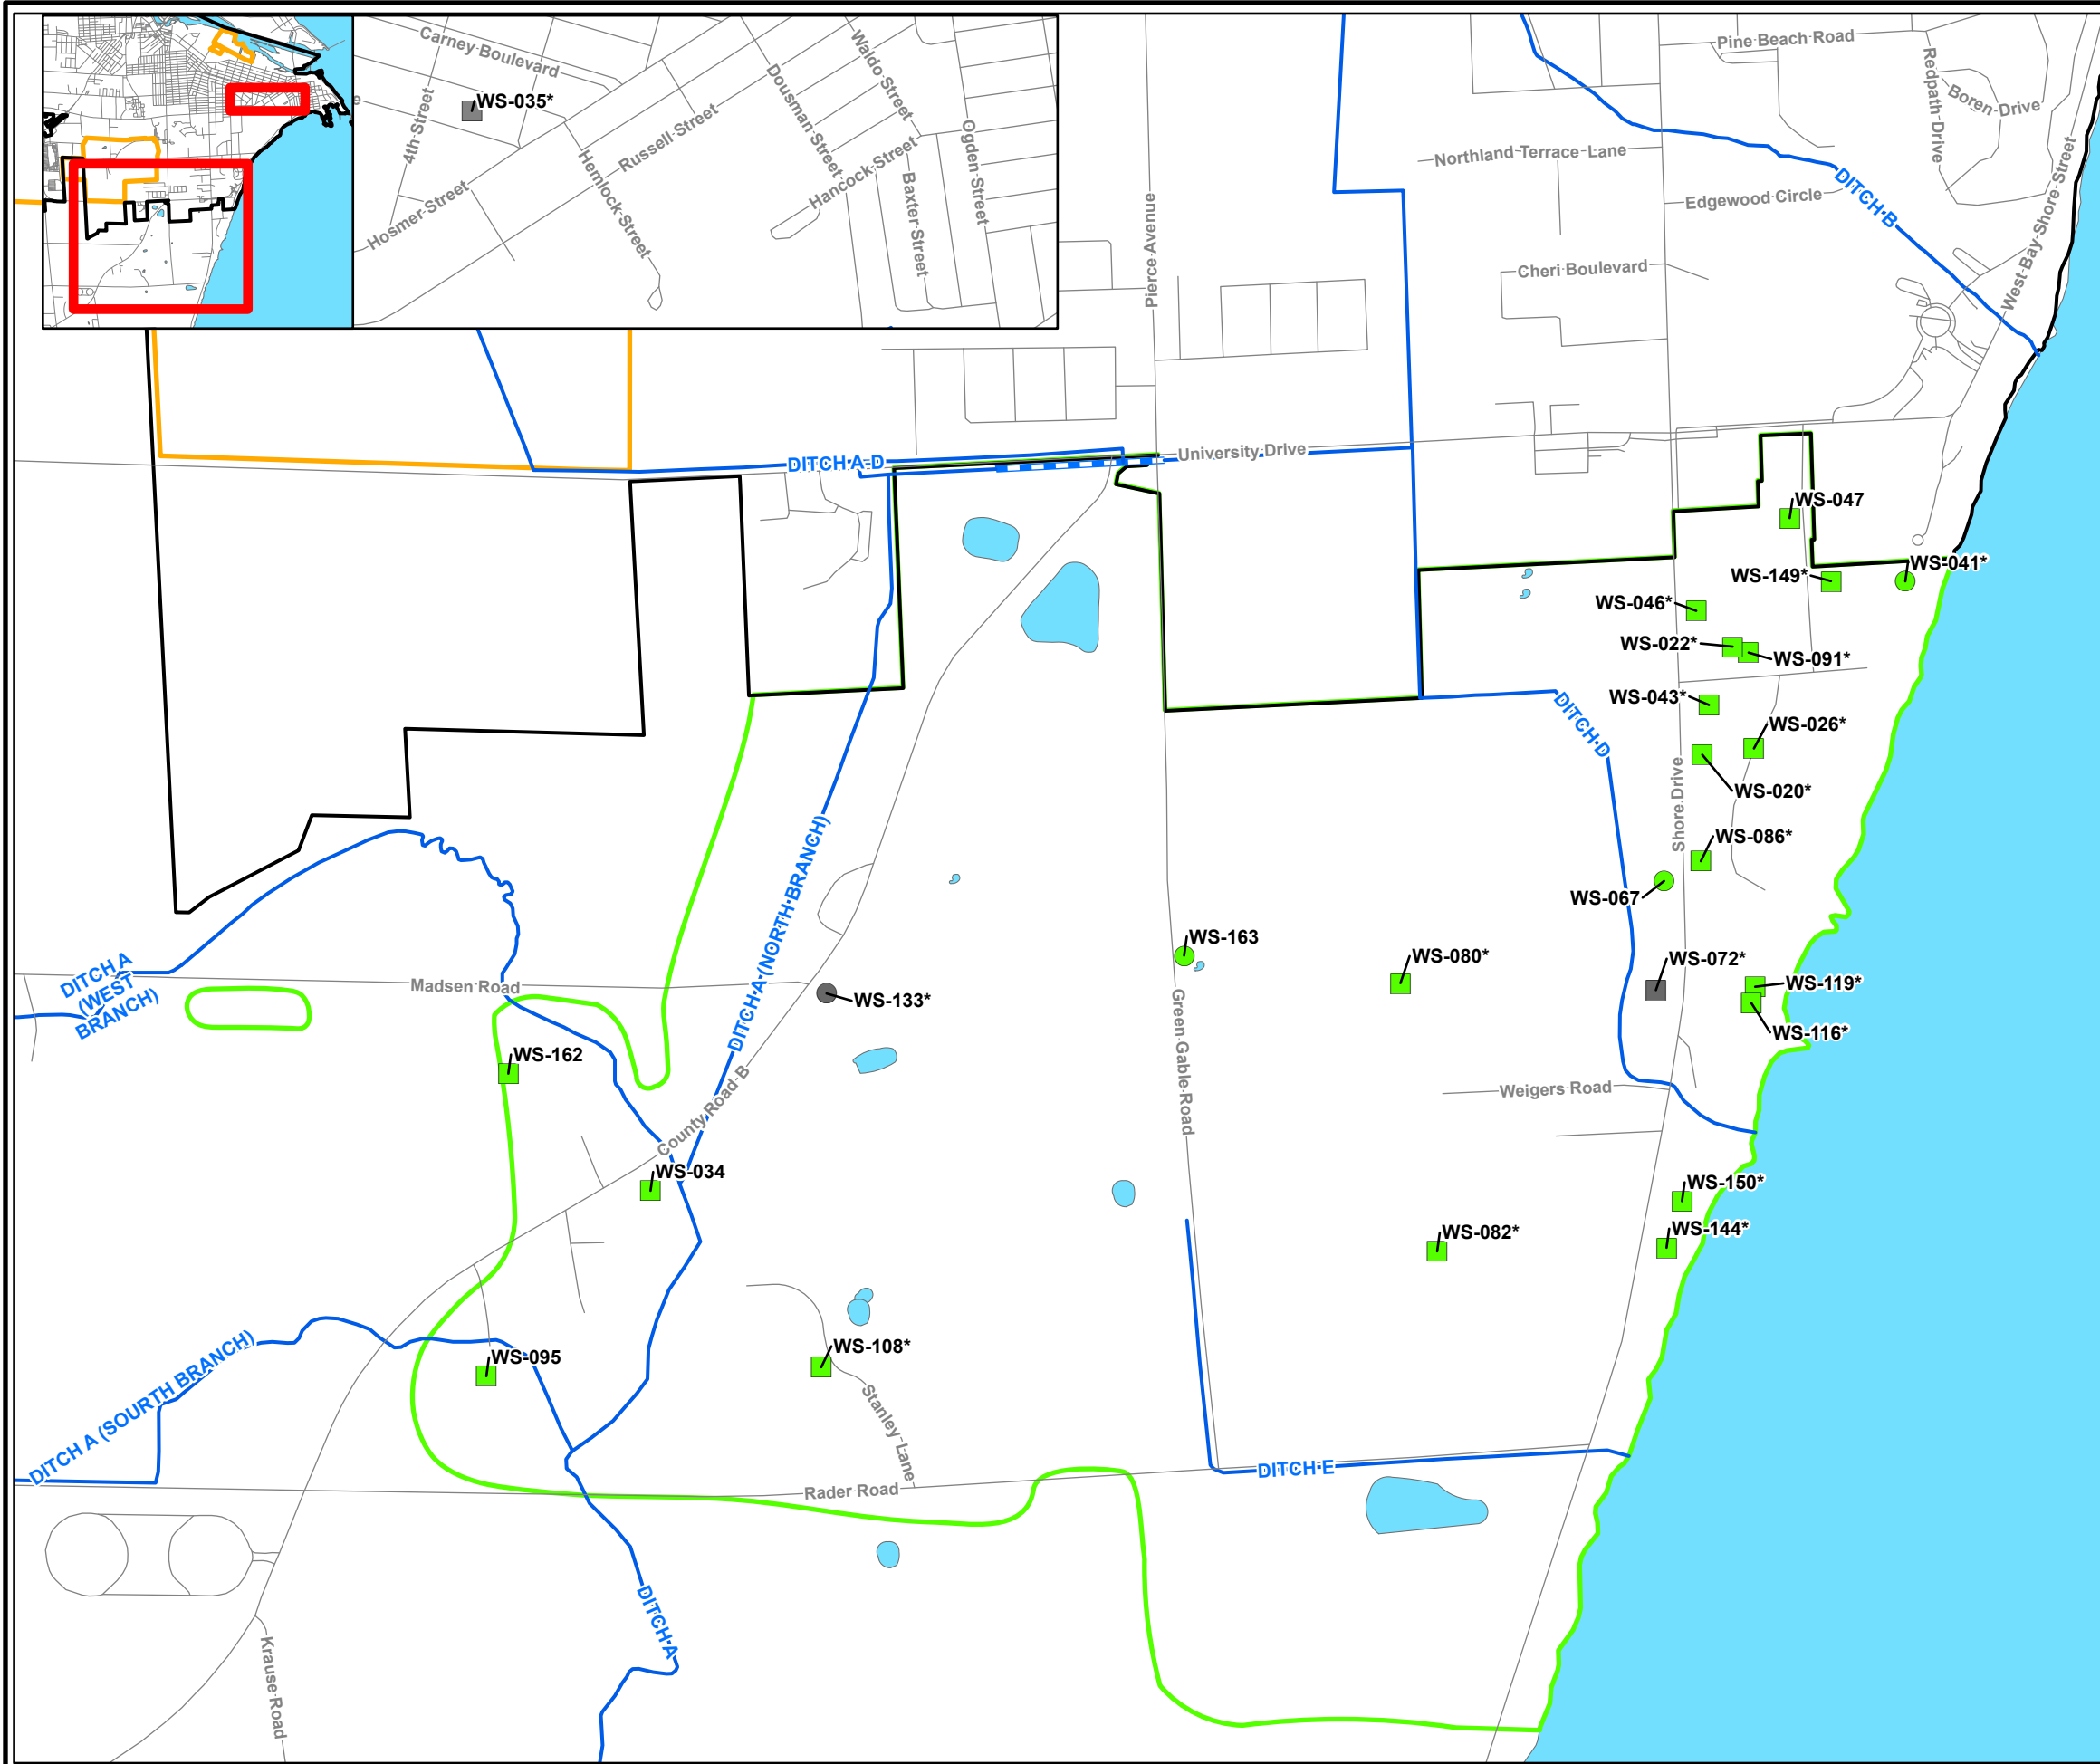 Carney Boulevard
WS-035*
4th Street
Hosmer Street
Hemlock Street
Russell Street
Dousman Street
Waldo Street
Hancock Street
Baxter Street
Ogden Street
Pierce Avenue
Pine Beach Road
Redpath Drive
Boren Drive
Northland Terrace Lane
Edgewood Circle
DITCH B
West Bay Shore Street
Cheri Boulevard
University Drive
DITCH A-D
WS-047
WS-041*
WS-149*
WS-046*
WS-022*
WS-091*
WS-043*
DITCH D
WS-026*
WS-020*
Shore Drive
WS-086*
WS-067
DITCH A (NORTH BRANCH)
WS-163
WS-080*
WS-072*
WS-119*
WS-116*
DITCH A
(WEST
BRANCH)
Madsen Road
WS-133*
Green Gable Road
WS-162
County Road B
Weigers Road
WS-034
WS-150*
WS-144*
WS-082*
WS-095
WS-108*
DITCH A (SOURTH BRANCH)
Stanley Lane
DITCH E
Rader Road
DITCH A
Krause Road